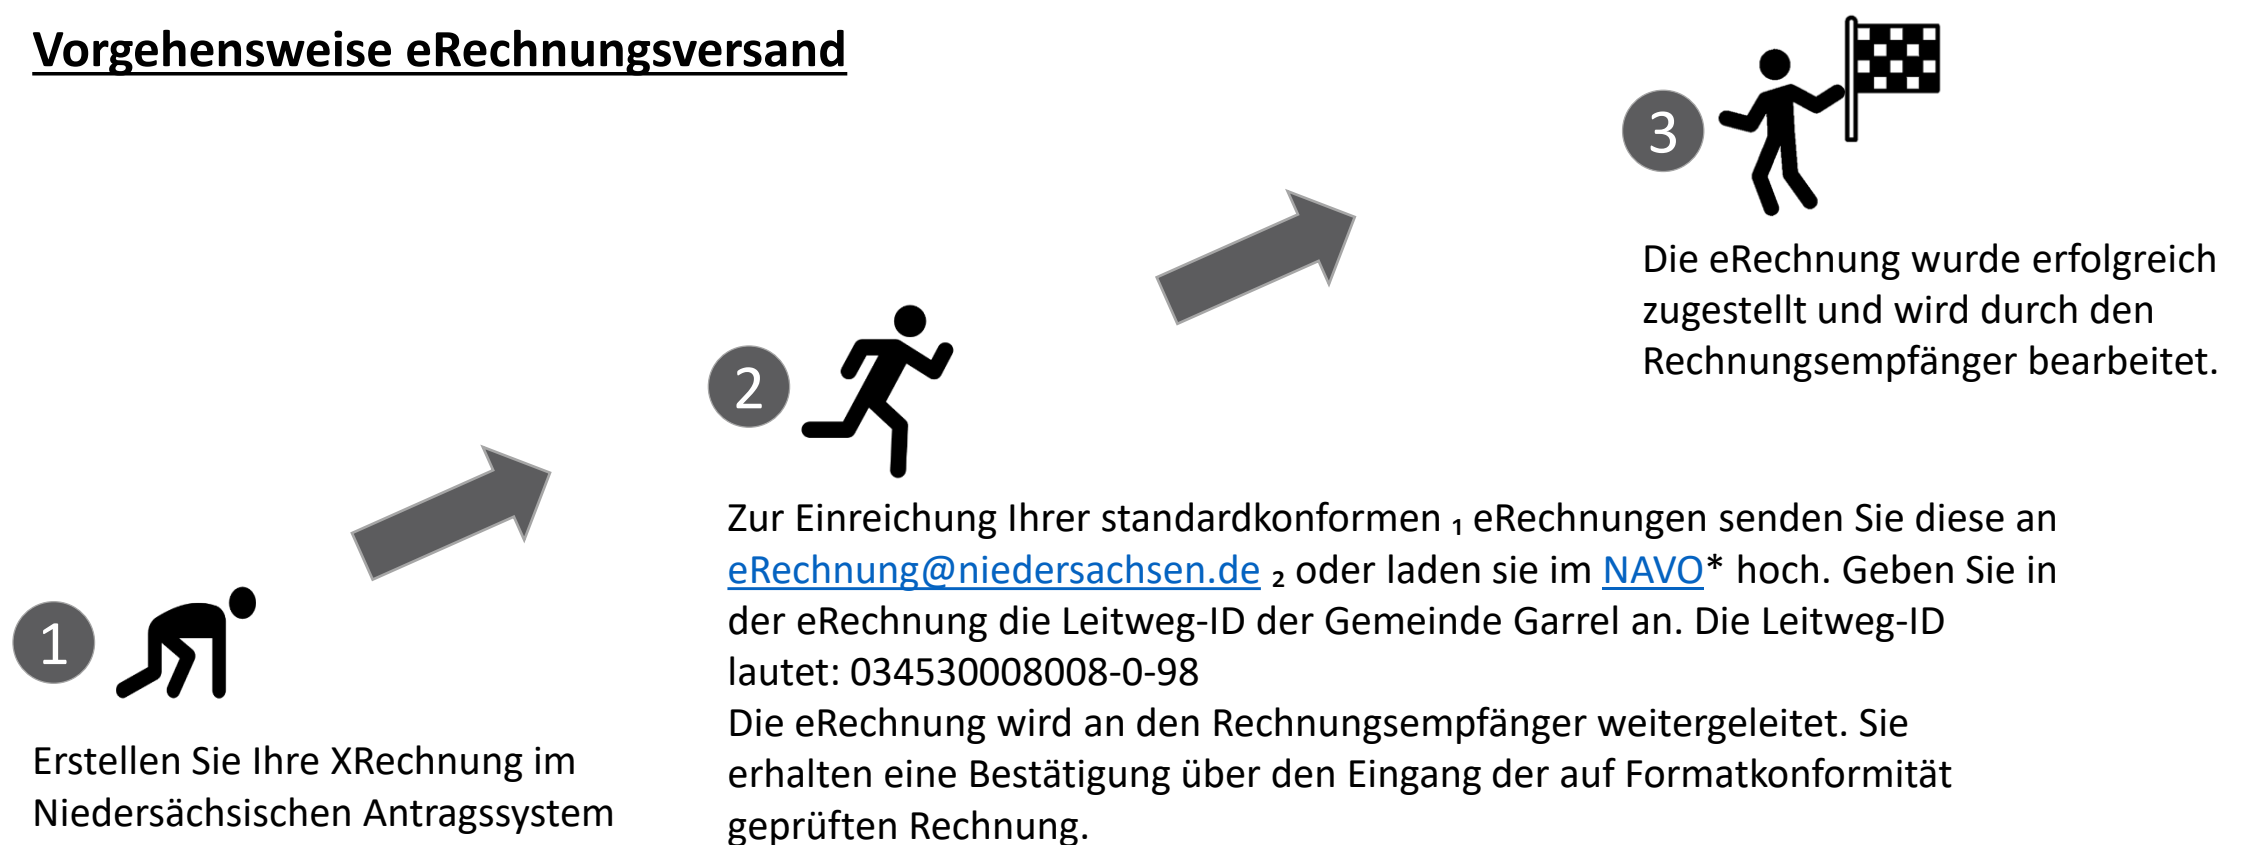 Vorgehensweise eRechnungsversand
3
Die eRechnung wurde erfolgreich
zugestellt und wird durch den
Rechnungsempfänger bearbeitet.
2
Zur Einreichung Ihrer standardkonformen ₁ eRechnungen senden Sie diese an
eRechnung@niedersachsen.de ₂ oder laden sie im NAVO* hoch. Geben Sie in
der eRechnung die Leitweg-ID der Gemeinde Garrel an. Die Leitweg-ID
lautet: 034530008008-0-98
Die eRechnung wird an den Rechnungsempfänger weitergeleitet. Sie
erhalten eine Bestätigung über den Eingang der auf Formatkonformität
geprüften Rechnung.
1
Erstellen Sie Ihre XRechnung im
Niedersächsischen Antragssystem